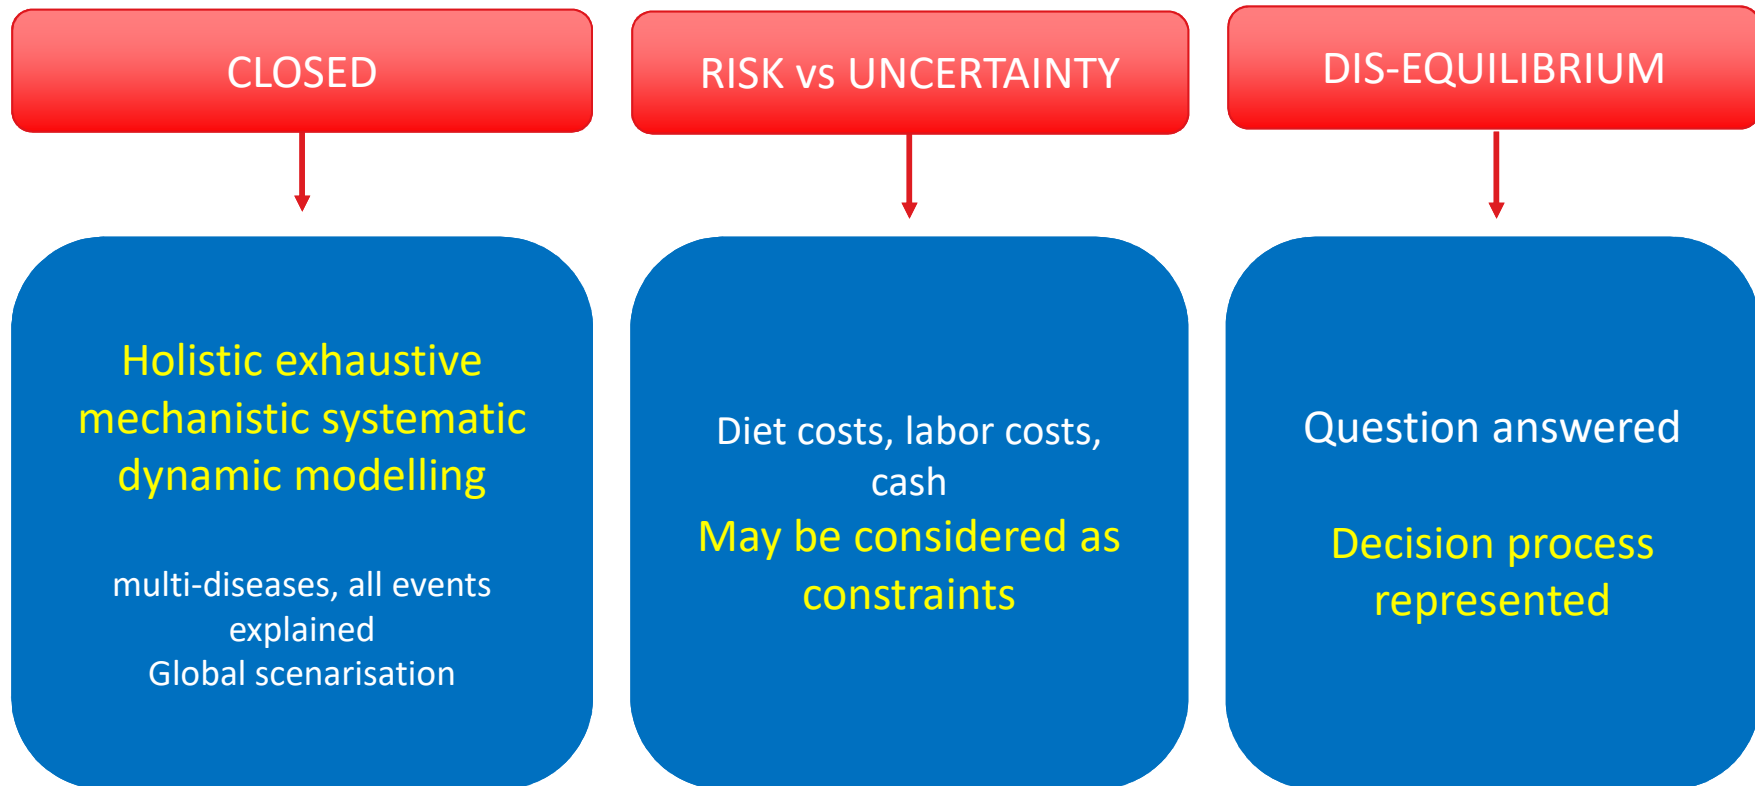 CLOSED
Holistic exhaustive
mechanistic systematic
dynamic modelling
multi-diseases, all events
explained
Global scenarisation
RISK vs UNCERTAINTY
Diet costs, labor costs,
cash
May be considered as
constraints
DIS-EQUILIBRIUM
Question answered
Decision process
represented